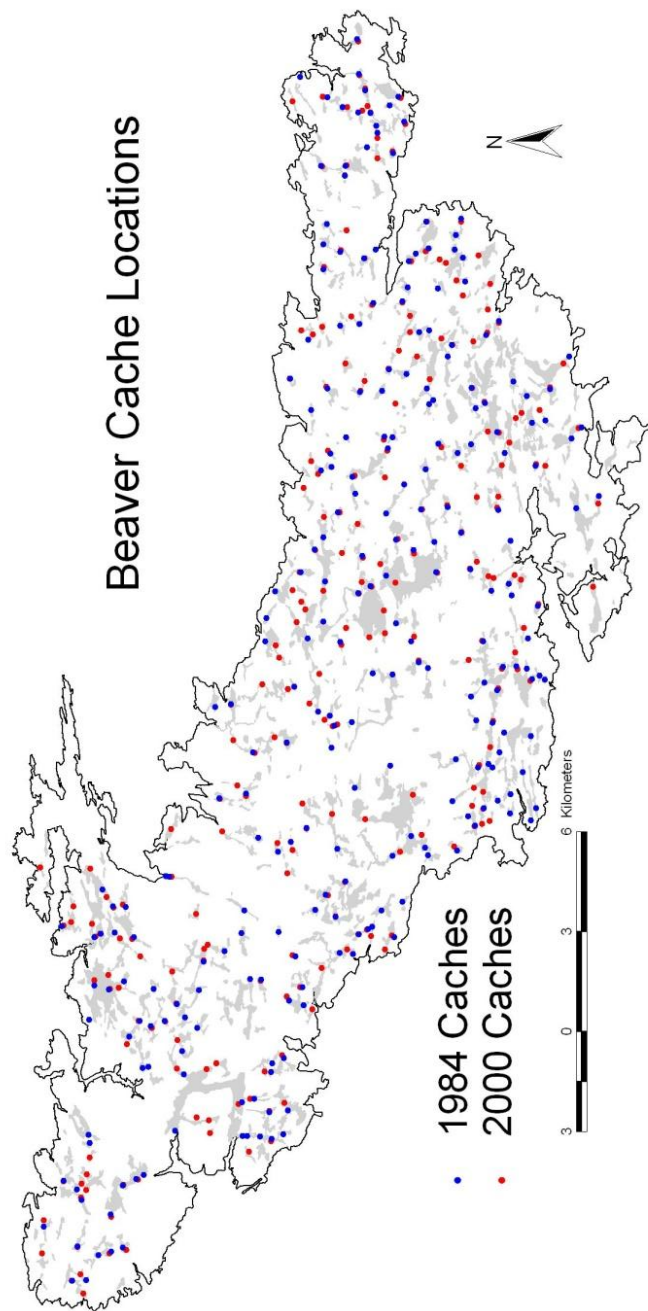 Beaver Cache Locations
N
1984 Caches
2000 Caches
3 0 3 6 Kilometers